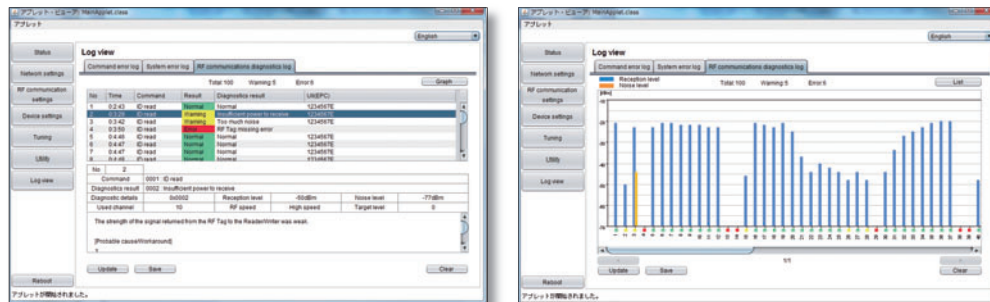 アプレット・ビューア: MainApplet.class
アプレット
English
Status
Network settings
RF communication settings
Device settings
Tuning
Utility
Log view
Reboot
Log view
Command error log System error log RF communications diagnostics log
Total:100 Warning:5 Error:6
Graph
No Time Command Result Diagnostics result UII(EPC)
1 0:2:43 ID read Normal Normal 1234567E
2 0:3:29 ID read Warning Insufficient power to receive 1234567E
3 0:3:42 ID read Warning Too much noise 1234567E
4 0:3:50 ID read Error RF Tag missing error
5 0:4:46 ID read Normal Normal 1234567E
6 0:4:47 ID read Normal Normal 1234567E
7 0:4:47 ID read Normal Normal 1234567E
8 0:4:48 ID read Normal Normal 1234567E
No. 2
Command 0001 :ID read
Diagnostics result 0002 :Insufficient power to receive
Diagnostic details 0x0002 Reception level -50dBm Noise level -77dBm
Used channel 10 RF speed High speed Target level 0
The strength of the signal returned from the RF Tag to the Reader/Writer was weak.
[Probable cause/Workaround]
Update Save Clear
アプレットが開始されました。
アプレット・ビューア: MainApplet.class
アプレット
English
Status
Network settings
RF communication settings
Device settings
Tuning
Utility
Log view
Reboot
Log view
Command error log System error log RF communications diagnostics log
Reception level
Noise level
Total:100 Warning:5 Error:6
List
[dBm]
1/1
Update Save Clear
アプレットが開始されました。